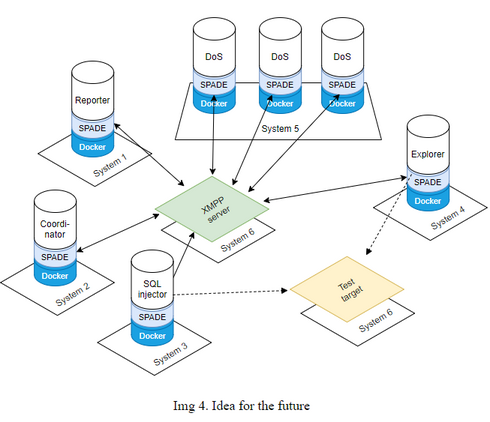 DoS
DoS
DoS
SPADE
SPADE
SPADE
Docker
Docker
Docker
System 5
Reporter
SPADE
Docker
System 1
Explorer
SPADE
Docker
System 4
XMPP
server
System 6
Coordi-
nator
SPADE
Docker
System 2
SQL
injector
SPADE
Docker
System 3
Test
target
System 6
Img 4. Idea for the future